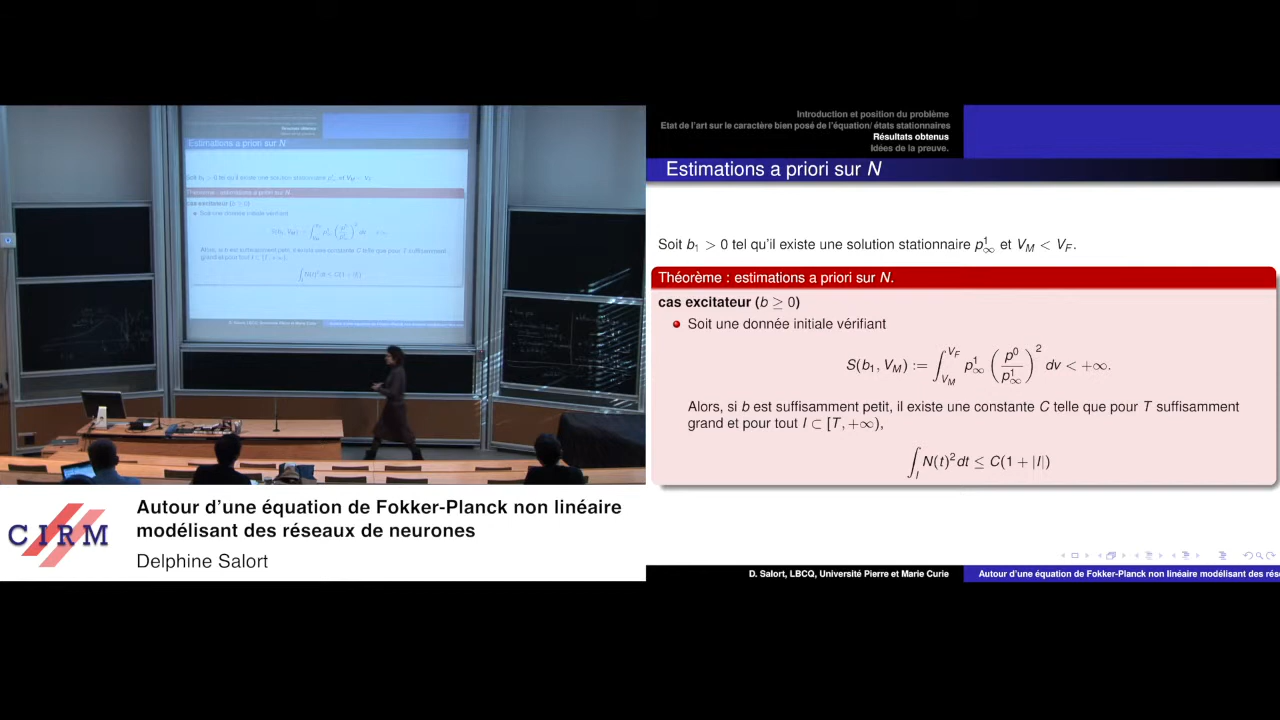 Introduction et position du problème
Etat de l'art sur le caractère bien posé de l'équation/ états stationnaires
Résultats obtenus
Idées de la preuve.
Estimations a priori sur N
Soit b₁ > 0 tel qu'il existe une solution stationnaire p¹∞ et V_M < V_F.
Théorème : estimations a priori sur N.
cas excitateur (b ≥ 0)
Soit une donnée initiale vérifiant
S(b₁, V_M) := ∫_{V_M}^{V_F} p¹∞ (p⁰/p¹∞)² dv < +∞.
Alors, si b est suffisamment petit, il existe une constante C telle que pour T suffisamment
grand et pour tout I ⊂ [T, +∞),
∫_I N(t)² dt ≤ C(1 + |I|)
D. Salort, LBCQ, Université Pierre et Marie Curie
Autour d'une équation de Fokker-Planck non linéaire modélisant des rése
CIRM
Autour d'une équation de Fokker-Planck non linéaire
modélisant des réseaux de neurones
Delphine Salort